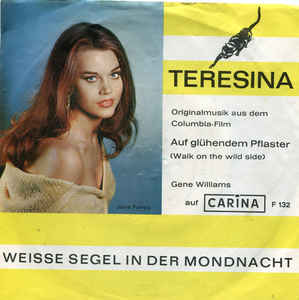 TERESINA
Originalmusik aus dem
Columbia-Film
Auf glühendem Pflaster
(Walk on the wild side)
Gene Williams
auf CARINA F 132
WEISSE SEGEL IN DER MONDNACHT